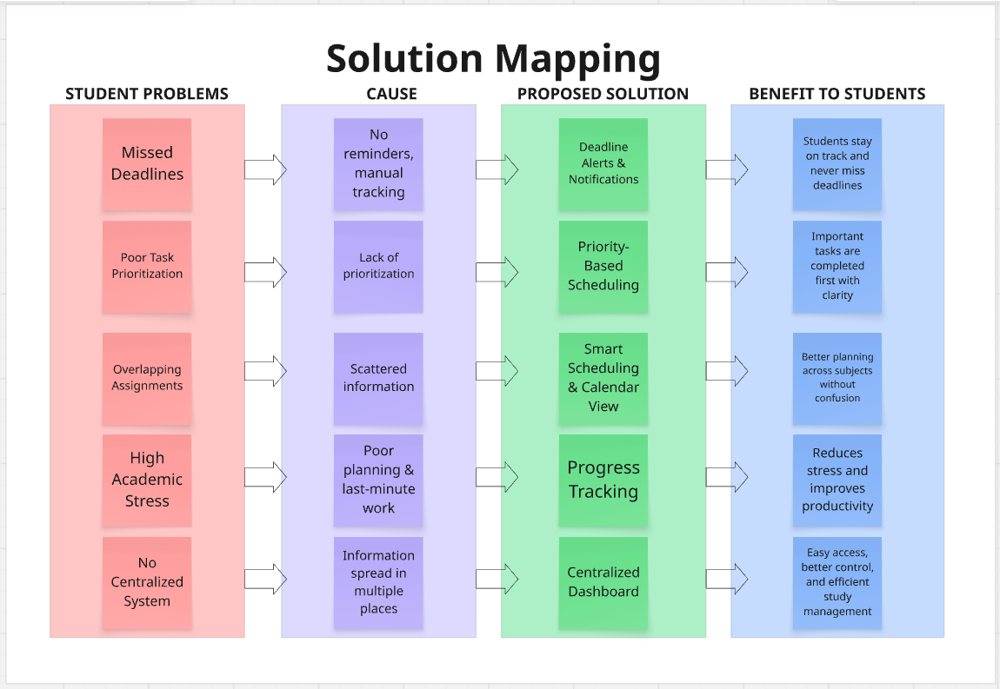 Solution Mapping
STUDENT PROBLEMS
CAUSE
PROPOSED SOLUTION
BENEFIT TO STUDENTS
Missed
Deadlines
No
reminders,
manual
tracking
Deadline
Alerts &
Notifications
Students stay
on track and
never miss
deadlines
Poor Task
Prioritization
Lack of
prioritization
Priority-
Based
Scheduling
Important
tasks are
completed
first with
clarity
Overlapping
Assignments
Scattered
information
Smart
Scheduling
& Calendar
View
Better planning
across subjects
without
confusion
High
Academic
Stress
Poor
planning &
last-minute
work
Progress
Tracking
Reduces
stress and
improves
productivity
No
Centralized
System
Information
spread in
multiple
places
Centralized
Dashboard
Easy access,
better control,
and efficient
study
management